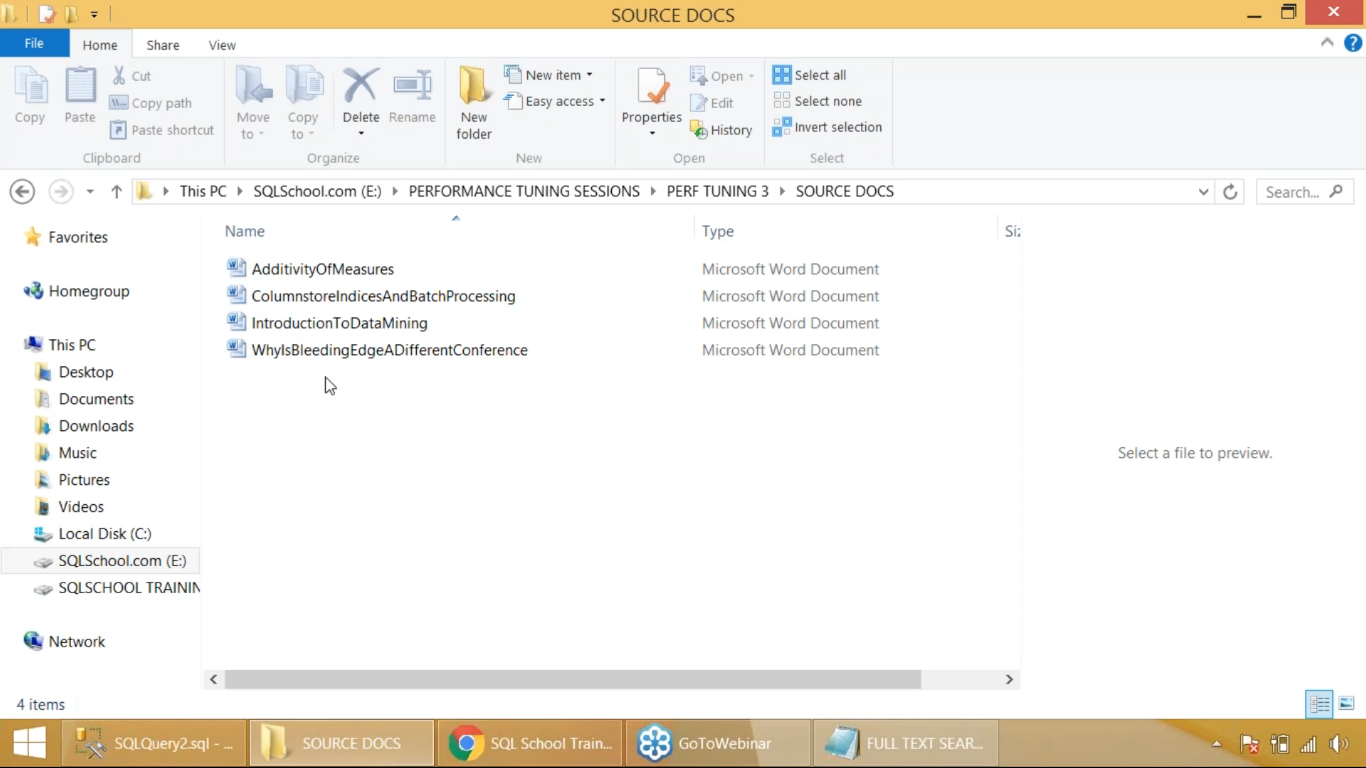 SOURCE DOCS
File Home Share View
Copy
Paste
Cut
Copy path
Paste shortcut
Clipboard
Move to
Copy to
Delete
Rename
Organize
New folder
New item
Easy access
New
Properties
Open
Edit
History
Open
Select all
Select none
Invert selection
Select
This PC SQLSchool.com (E:) PERFORMANCE TUNING SESSIONS PERF TUNING 3 SOURCE DOCS
Search...
Favorites
Homegroup
This PC
Desktop
Documents
Downloads
Music
Pictures
Videos
Local Disk (C:)
SQLSchool.com (E:)
SQLSCHOOL TRAININ
Network
Name Type Siz
AdditivityOfMeasures Microsoft Word Document
ColumnstoreIndicesAndBatchProcessing Microsoft Word Document
IntroductionToDataMining Microsoft Word Document
WhyIsBleedingEdgeADifferentConference Microsoft Word Document
Select a file to preview.
4 items
SQLQuery2.sql - ... SOURCE DOCS SQL School Train... GoToWebinar FULL TEXT SEAR...